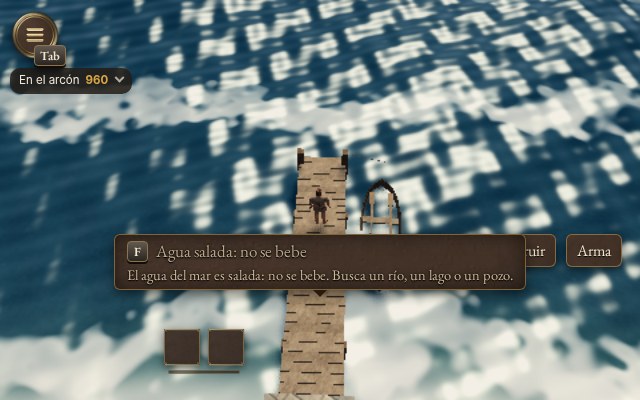 Tab
En el arcón 960
F Agua salada: no se bebe
El agua del mar es salada: no se bebe. Busca un río, un lago o un pozo.
ruir
Arma